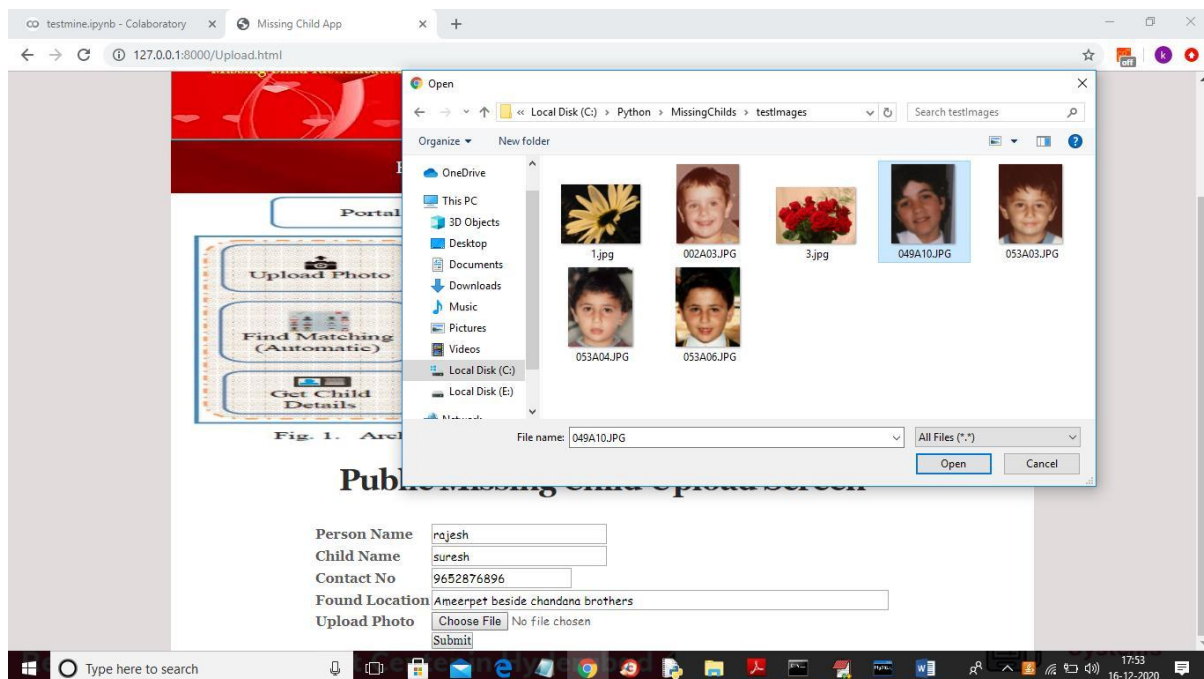 testmine.ipynb - Colaboratory
Missing Child App
127.0.0.1:8000/Upload.html
off
k
Open
« Local Disk (C:) > Python > MissingChilds > testImages
Search testImages
Organize
New folder
OneDrive
This PC
3D Objects
Desktop
Documents
Downloads
Music
Pictures
Videos
Local Disk (C:)
Local Disk (E:)
1.jpg
002A03.JPG
3.jpg
049A10.JPG
053A03.JPG
053A04.JPG
053A06.JPG
File name: 049A10.JPG
All Files (*.*)
Open
Cancel
Portal
Upload Photo
Find Matching
(Automatic)
Get Child
Details
Fig. 1.
Public Missing Child Upload Screen
Person Name rajesh
Child Name suresh
Contact No 9652876896
Found Location Ameerpet beside chandana brothers
Upload Photo Choose File No file chosen
Submit
Type here to search
17:53
16-12-2020